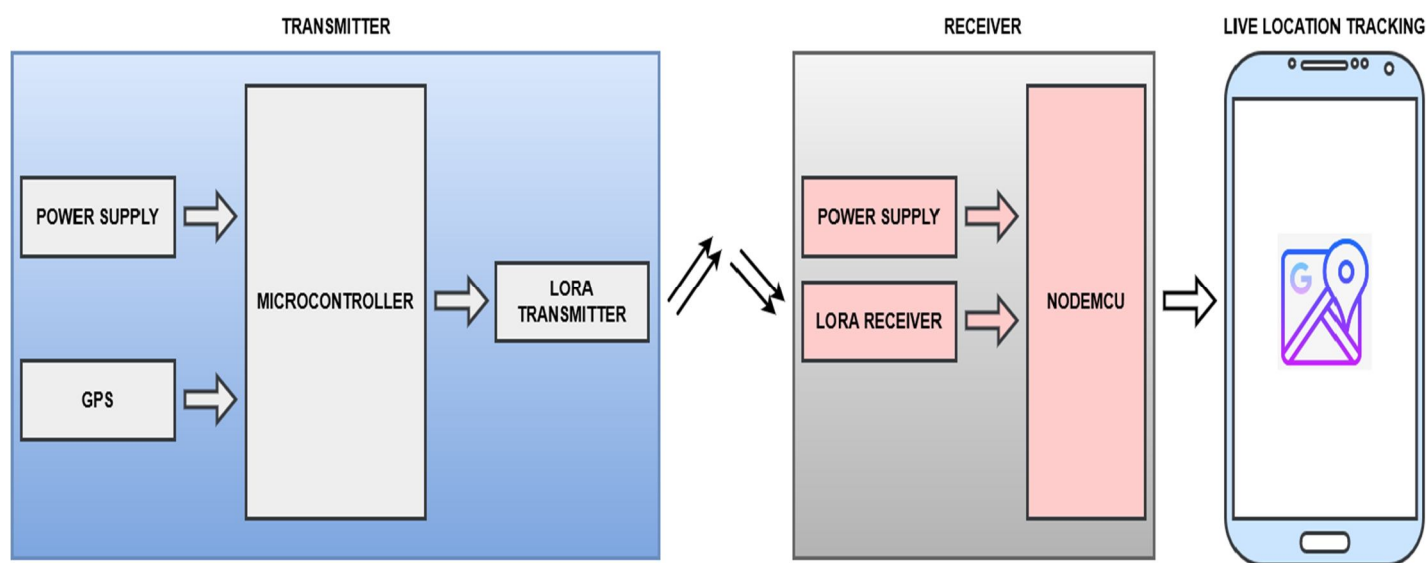 TRANSMITTER
POWER SUPPLY
GPS
MICROCONTROLLER
LORA
TRANSMITTER
RECEIVER
POWER SUPPLY
LORA RECEIVER
NODEMCU
LIVE LOCATION TRACKING
G